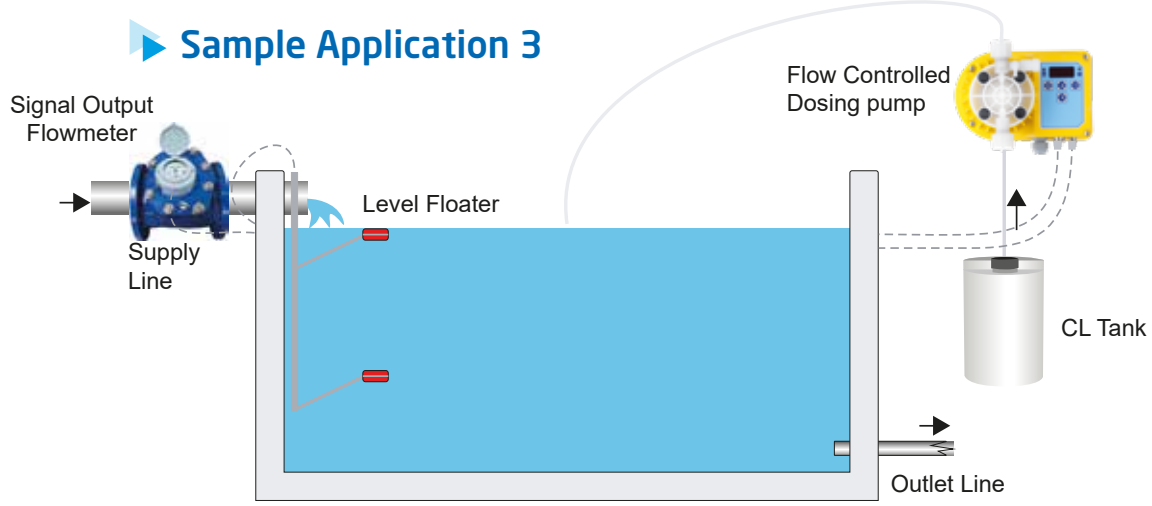 Sample Application 3
Signal Output
Flowmeter
Flow Controlled
Dosing pump
Level Floater
Supply
Line
CL Tank
Outlet Line